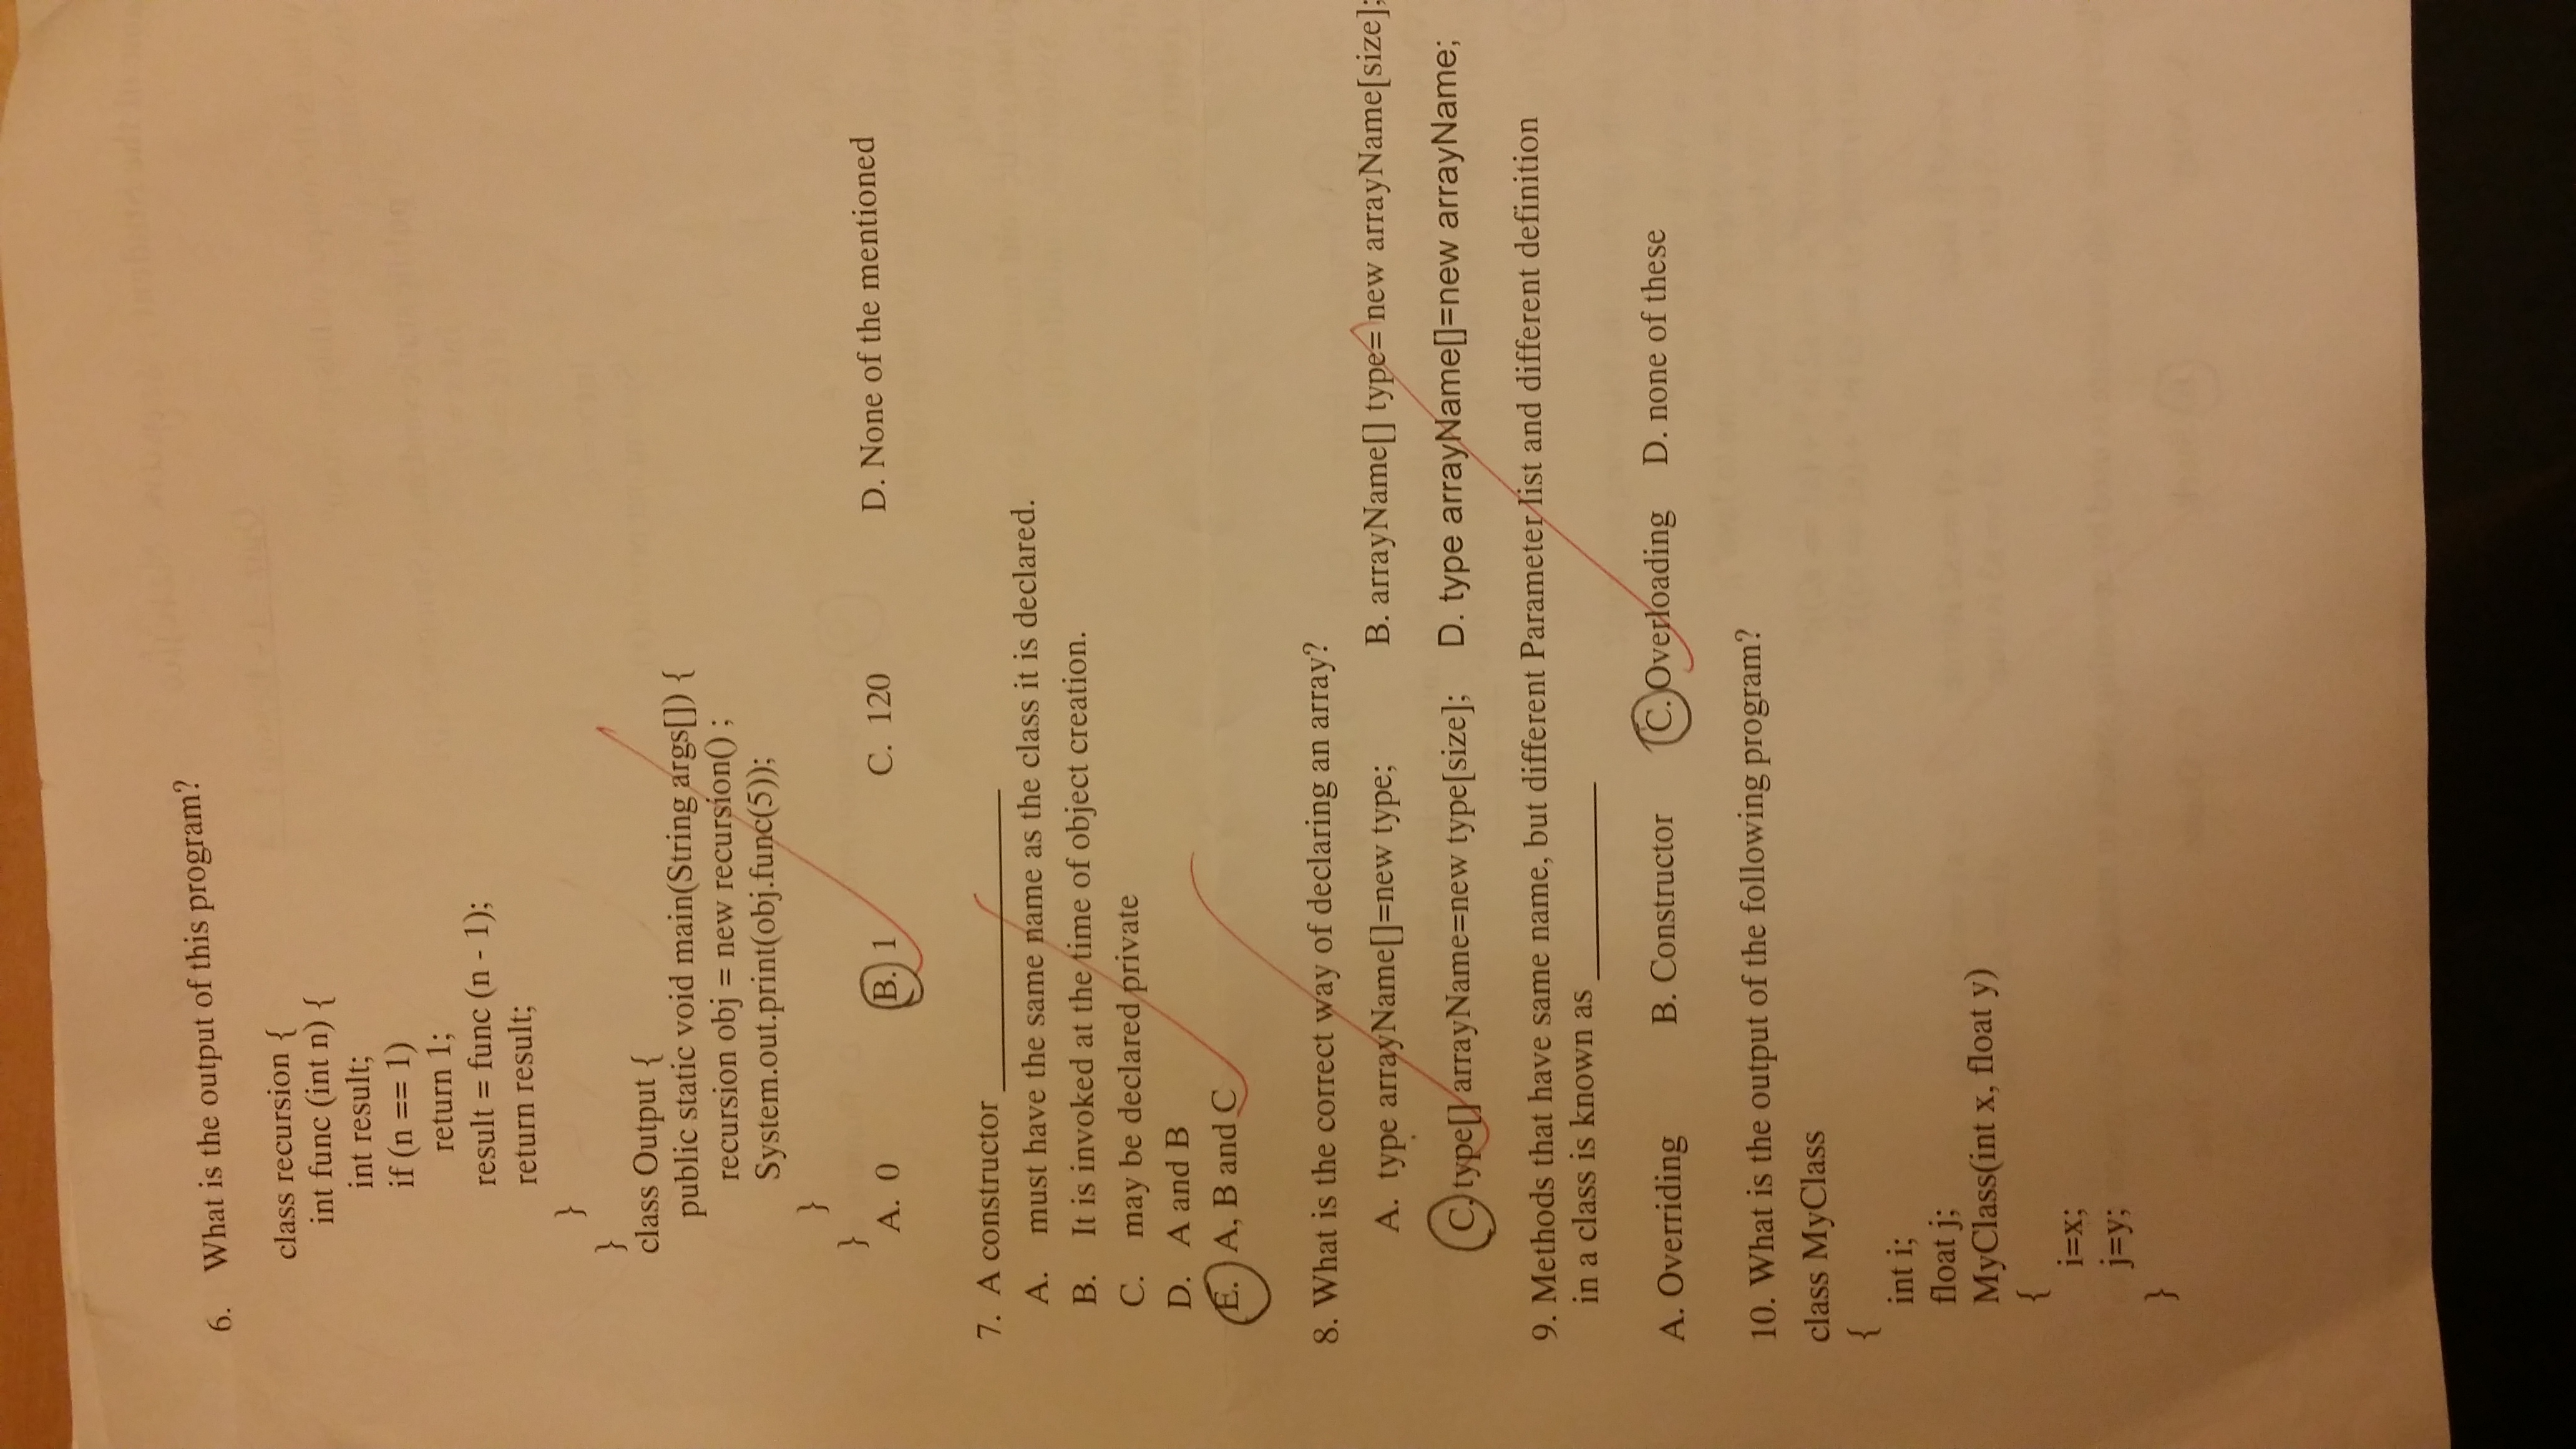 6. What is the output of this program?
class recursion {
int func (int n) {
int result;
if (n == 1)
return 1;
result = func (n - 1);
return result;
}
}
class Output {
public static void main(String args[]) {
recursion obj = new recursion() ;
System.out.print(obj.func(5));
}
}
A. 0 B. 1 C. 120 D. None of the mentioned
7. A constructor ________________
A. must have the same name as the class it is declared.
B. It is invoked at the time of object creation.
C. may be declared private
D. A and B
E. A, B and C
8. What is the correct way of declaring an array?
A. type arrayName[]=new type; B. arrayName[] type= new arrayName[size];
C. type[] arrayName=new type[size]; D. type arrayName[]=new arrayName;
9. Methods that have same name, but different Parameter list and different definition
in a class is known as ___________
A. Overriding B. Constructor C. Overloading D. none of these
10. What is the output of the following program?
class MyClass
{
int i;
float j;
MyClass(int x, float y)
{
i=x;
j=y;
}